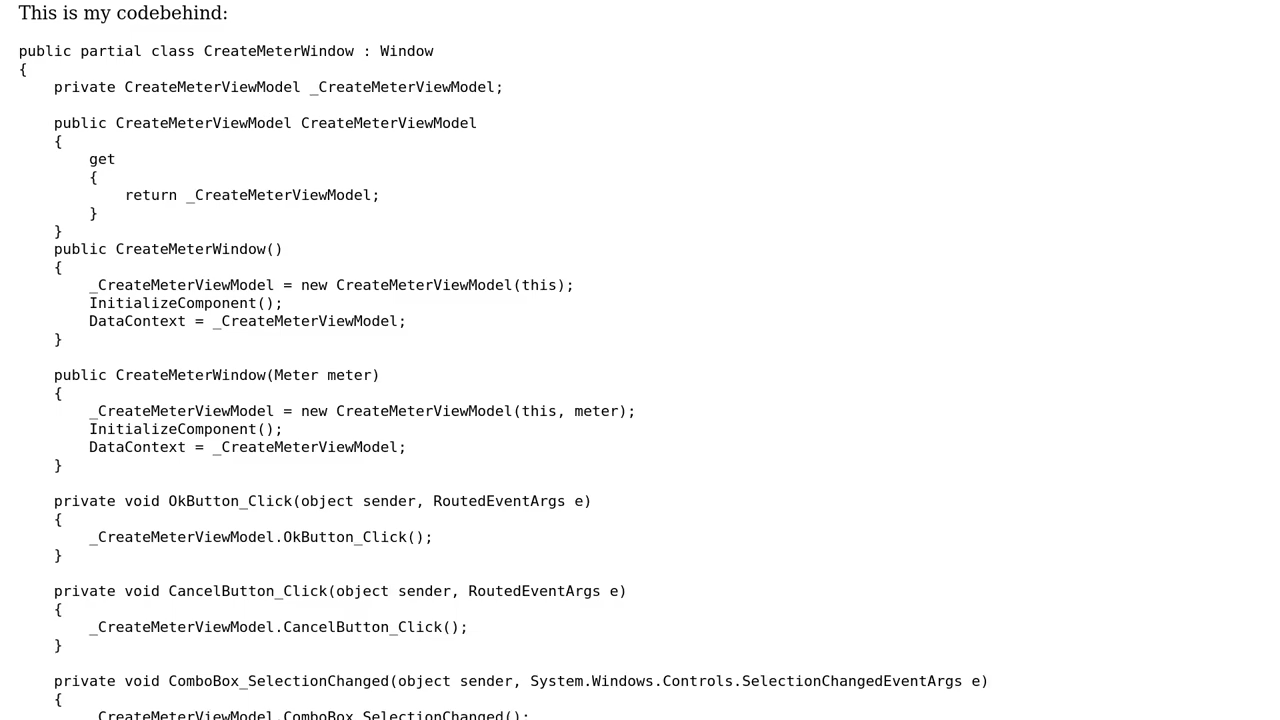 This is my codebehind:
public partial class CreateMeterWindow : Window
{
    private CreateMeterViewModel _CreateMeterViewModel;

    public CreateMeterViewModel CreateMeterViewModel
    {
        get
        {
            return _CreateMeterViewModel;
        }
    }
    public CreateMeterWindow()
    {
        _CreateMeterViewModel = new CreateMeterViewModel(this);
        InitializeComponent();
        DataContext = _CreateMeterViewModel;
    }

    public CreateMeterWindow(Meter meter)
    {
        _CreateMeterViewModel = new CreateMeterViewModel(this, meter);
        InitializeComponent();
        DataContext = _CreateMeterViewModel;
    }

    private void OkButton_Click(object sender, RoutedEventArgs e)
    {
        _CreateMeterViewModel.OkButton_Click();
    }

    private void CancelButton_Click(object sender, RoutedEventArgs e)
    {
        _CreateMeterViewModel.CancelButton_Click();
    }

    private void ComboBox_SelectionChanged(object sender, System.Windows.Controls.SelectionChangedEventArgs e)
    {
        _CreateMeterViewModel.ComboBox_SelectionChanged();